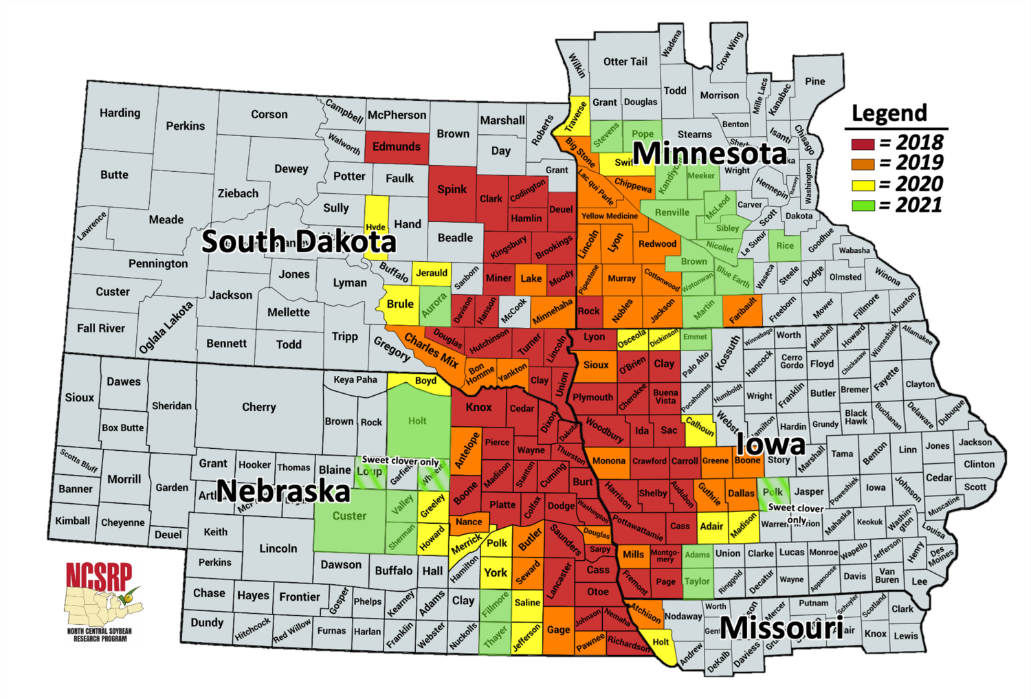 Legend
= 2018
= 2019
= 2020
= 2021
South Dakota
Minnesota
Nebraska
Iowa
Missouri
Harding
Perkins
Corson
Campbell
McPherson
Brown
Marshall
Roberts
Day
Edmunds
Walworth
Butte
Dewey
Ziebach
Potter
Faulk
Spink
Clark
Codington
Grant
Deuel
Hamlin
Meade
Lawrence
Sully
Hyde
Hand
Beadle
Kingsbury
Brookings
Pennington
Jones
Lyman
Buffalo
Jerauld
Sanborn
Miner
Lake
Moody
Custer
Jackson
Mellette
Brule
Aurora
Davison
Hanson
McCook
Minnehaha
Fall River
Oglala Lakota
Bennett
Todd
Tripp
Gregory
Charles Mix
Douglas
Hutchinson
Turner
Lincoln
Bon
Homme
Yankton
Clay
Union
Wilkin
Otter Tail
Wadena
Crow Wing
Pine
Traverse
Grant
Douglas
Todd
Morrison
Mille Lacs
Kanabec
Stevens
Pope
Stearns
Benton
Isanti
Chisago
Big Stone
Swif
Kandiyo
Meeker
Wright
Hennepin
Ramsey
Washington
Lac qui Parle
Chippewa
Yellow Medicine
Renville
McLeod
Carver
Scott
Dakota
Sibley
Lincoln
Lyon
Redwood
Nicollet
Le Sueur
Rice
Goodhue
Wabasha
Brown
Pipestone
Murray
Cottonwood
Watonwan
Blue Earth
Waseca
Steele
Dodge
Olmsted
Winona
Rock
Nobles
Jackson
Martin
Faribault
Freeborn
Mower
Fillmore
Houston
Sioux
Dawes
Box Butte
Sheridan
Cherry
Keya Paha
Boyd
Brown
Rock
Holt
Knox
Cedar
Dixon
Dakota
Antelope
Pierce
Wayne
Thurston
Scotts Bluff
Banner
Morrill
Garden
Grant
Hooker
Thomas
Blaine
Loup
Garfie
Sweet clover only
Boone
Madison
Stanton
Cuming
Burt
Kimball
Cheyenne
Deuel
Keith
Lincoln
Custer
Valley
Greeley
Sherman
Howard
Nance
Platte
Colfax
Dodge
Washington
Merrick
Polk
Butler
Saunders
Douglas
Sarpy
Perkins
Dawson
Buffalo
Hall
Hamilton
York
Seward
Lancaster
Cass
Otoe
Chase
Hayes
Frontier
Gosper
Phelps
Kearney
Adams
Clay
Fillmore
Saline
Dundy
Hitchcock
Red Willow
Furnas
Harlan
Franklin
Webster
Nuckolls
Thayer
Jefferson
Gage
Johnson
Nemaha
Pawnee
Richardson
Lyon
Osceola
Dickinson
Emmet
Kossuth
Winnebago
Worth
Mitchell
Howard
Winneshiek
Allamakee
Sioux
O'Brien
Clay
Palo Alto
Hancock
Cerro
Gordo
Floyd
Chickasaw
Plymouth
Cherokee
Buena
Vista
Pocahontas
Humboldt
Wright
Franklin
Butler
Bremer
Fayette
Clayton
Woodbury
Ida
Sac
Calhoun
Webst
Hamilton
Hardin
Grundy
Black
Hawk
Buchanan
Delaware
Dubuque
Monona
Crawford
Carroll
Greene
Boone
Story
Marshall
Tama
Benton
Linn
Jones
Jackson
Clinton
Harrison
Shelby
Audubon
Guthrie
Dallas
Polk
Jasper
Poweshiek
Iowa
Johnson
Cedar
Scott
Sweet clover
only
Pottawattamie
Cass
Adair
Madison
Warren
Marion
Mahaska
Keokuk
Washin-
gton
Muscatine
Louisa
Mills
Montgo-
mery
Adams
Union
Clarke
Lucas
Monroe
Wapello
Jefferson
Henry
Des
Moines
Fremont
Page
Taylor
Ringgold
Decatur
Wayne
Appanoose
Davis
Van
Buren
Lee
Atchison
Holt
Nodaway
Worth
Andrew
DeKalb
Daviess
Mercer
Putnam
Schuyler
Scotland
Clark
Knox
Lewis
NCSRP
NORTH CENTRAL SOYBEAN
RESEARCH PROGRAM